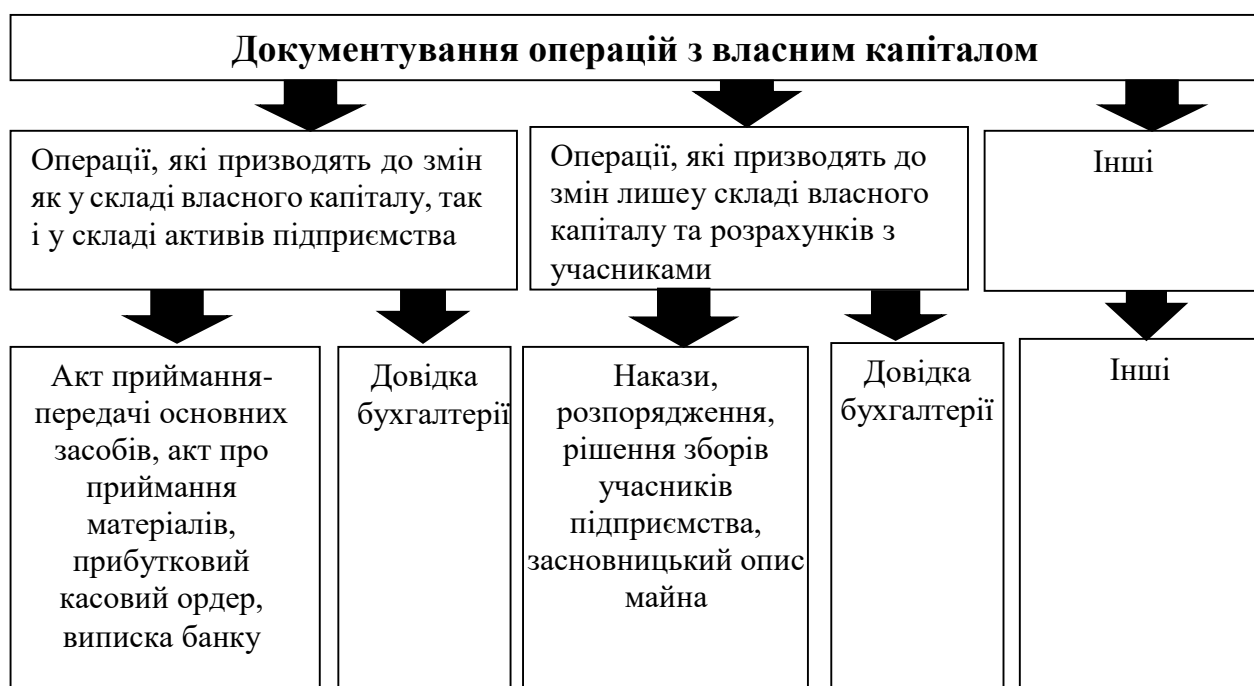 Документування операцій з власним капіталом
Операції, які призводять до змін
як у складі власного капіталу, так
і у складі активів підприємства
Операції, які призводять до
змін лишеу складі власного
капіталу та розрахунків з
учасниками
Інші
Акт приймання-
передачі основних
засобів, акт про
приймання
матеріалів,
прибутковий
касовий ордер,
виписка банку
Довідка
бухгалтерії
Накази,
розпорядження,
рішення зборів
учасників
підприємства,
засновницький опис
майна
Довідка
бухгалтерії
Інші